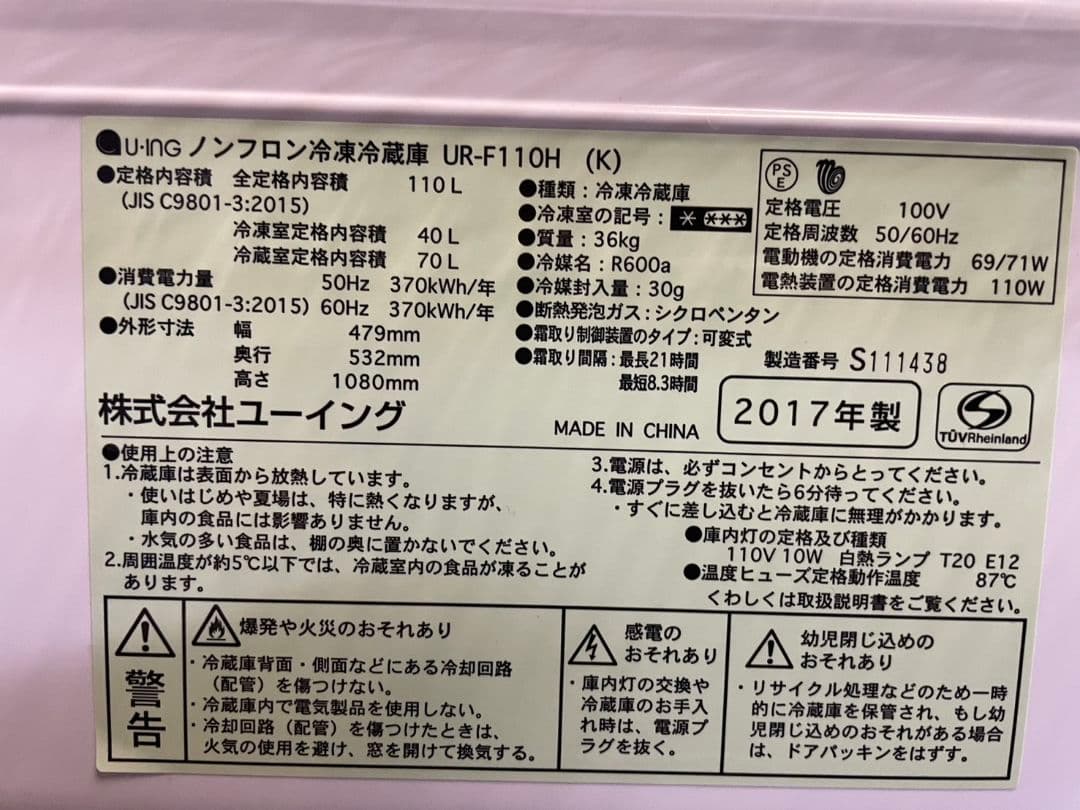 U·ING ノンフロン冷凍冷蔵庫 UR-F110H (K)
●定格内容積 全定格内容積 110L
(JIS C9801-3:2015)
冷凍室定格内容積 40L
冷蔵室定格内容積 70L
●消費電力量 50Hz 370kWh/年
(JIS C9801-3:2015) 60Hz 370kWh/年
●外形寸法 幅 479mm
奥行 532mm
高さ 1080mm
株式会社ユーイング
●種類:冷凍冷蔵庫
●冷凍室の記号:
●質量:36kg
●冷媒名:R600a
●冷媒封入量:30g
●断熱発泡ガス:シクロペンタン
●霜取り制御装置のタイプ:可変式
●霜取り間隔:最長21時間
最短8.3時間
MADE IN CHINA
PS
E
定格電圧 100V
定格周波数 50/60Hz
電動機の定格消費電力 69/71W
電熱装置の定格消費電力 110W
製造番号 S111438
2017年製
TÜVRheinland
●使用上の注意
1.冷蔵庫は表面から放熱しています。
・使いはじめや夏場は、特に熱くなりますが、
庫内の食品には影響ありません。
・水気の多い食品は、棚の奥に置かないでください。
2.周囲温度が約5℃以下では、冷蔵室内の食品が凍ることが
あります。
3.電源は、必ずコンセントからとってください。
4.電源プラグを抜いたら6分待ってください。
・すぐに差し込むと冷蔵庫に無理がかかります。
●庫内灯の定格及び種類
110V 10W 白熱ランプ T20 E12
●温度ヒューズ定格動作温度 87℃
くわしくは取扱説明書をご覧ください。
警告
爆発や火災のおそれあり
・冷蔵庫背面・側面などにある冷却回路
(配管)を傷つけない。
・冷蔵庫内で電気製品を使用しない。
・冷却回路(配管)を傷つけたときは、
火気の使用を避け、窓を開けて換気する。
感電の
おそれあり
・庫内灯の交換や
冷蔵庫のお手入
れ時は、電源プ
ラグを抜く。
幼児閉じ込めの
おそれあり
・リサイクル処理などのため一時
的に冷蔵庫を保管され、もし幼
児閉じ込めのおそれがある場合
は、ドアパッキンをはずす。